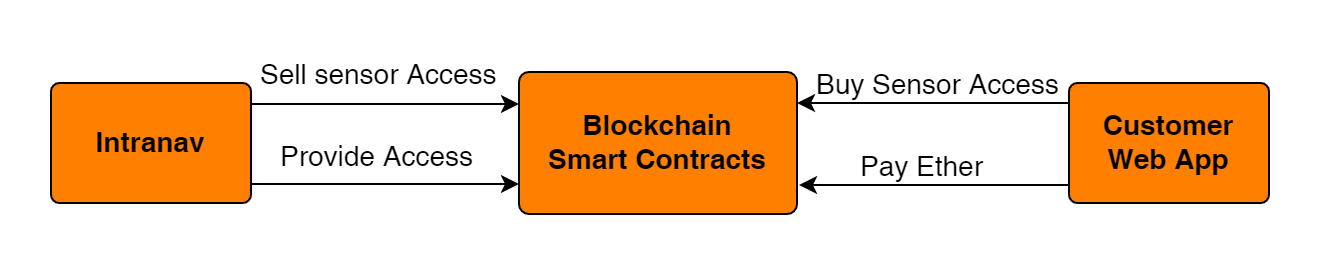 Sell sensor Access
Buy Sensor Access
Intranav
Blockchain
Smart Contracts
Customer
Web App
Provide Access
Pay Ether